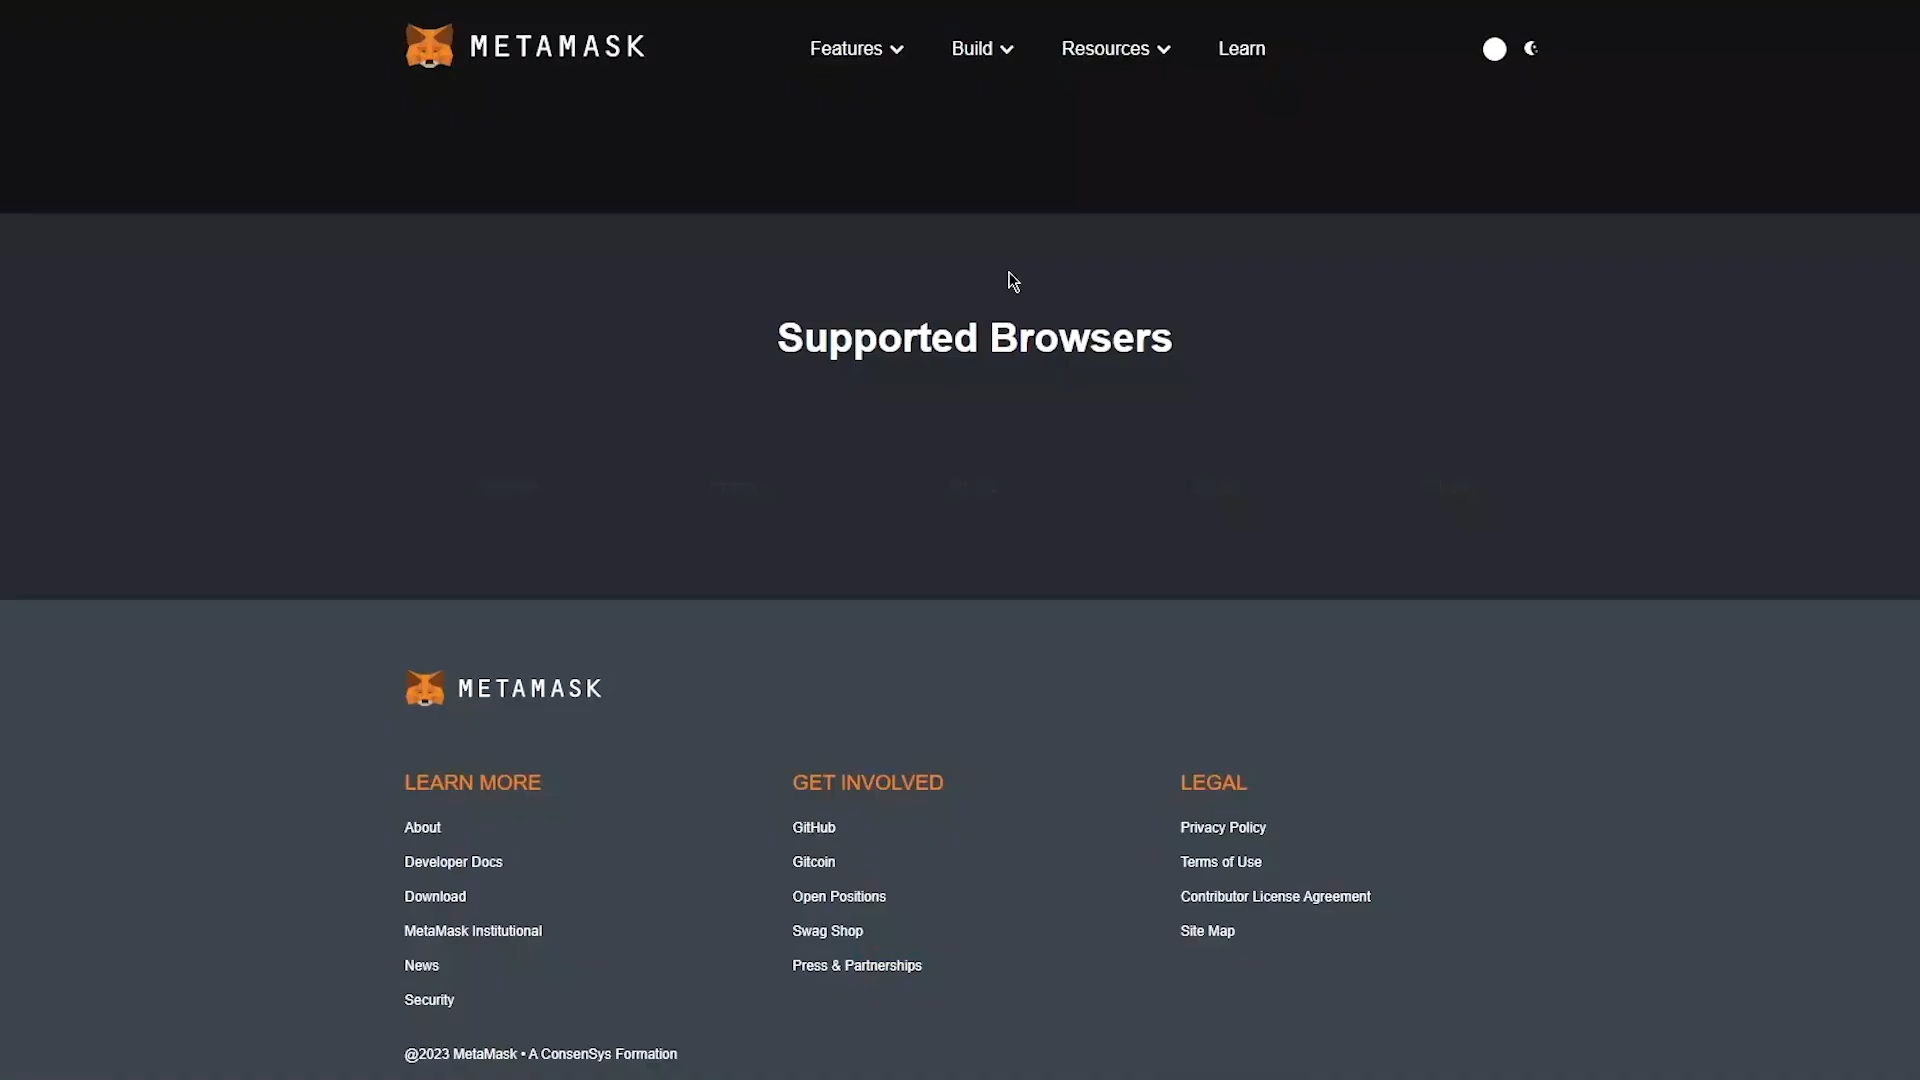 METAMASK
Features
Build
Resources
Learn
Supported Browsers
METAMASK
LEARN MORE
About
Developer Docs
Download
MetaMask Institutional
News
Security
GET INVOLVED
GitHub
Gitcoin
Open Positions
Swag Shop
Press & Partnerships
LEGAL
Privacy Policy
Terms of Use
Contributor License Agreement
Site Map
@2023 MetaMask • A ConsenSys Formation